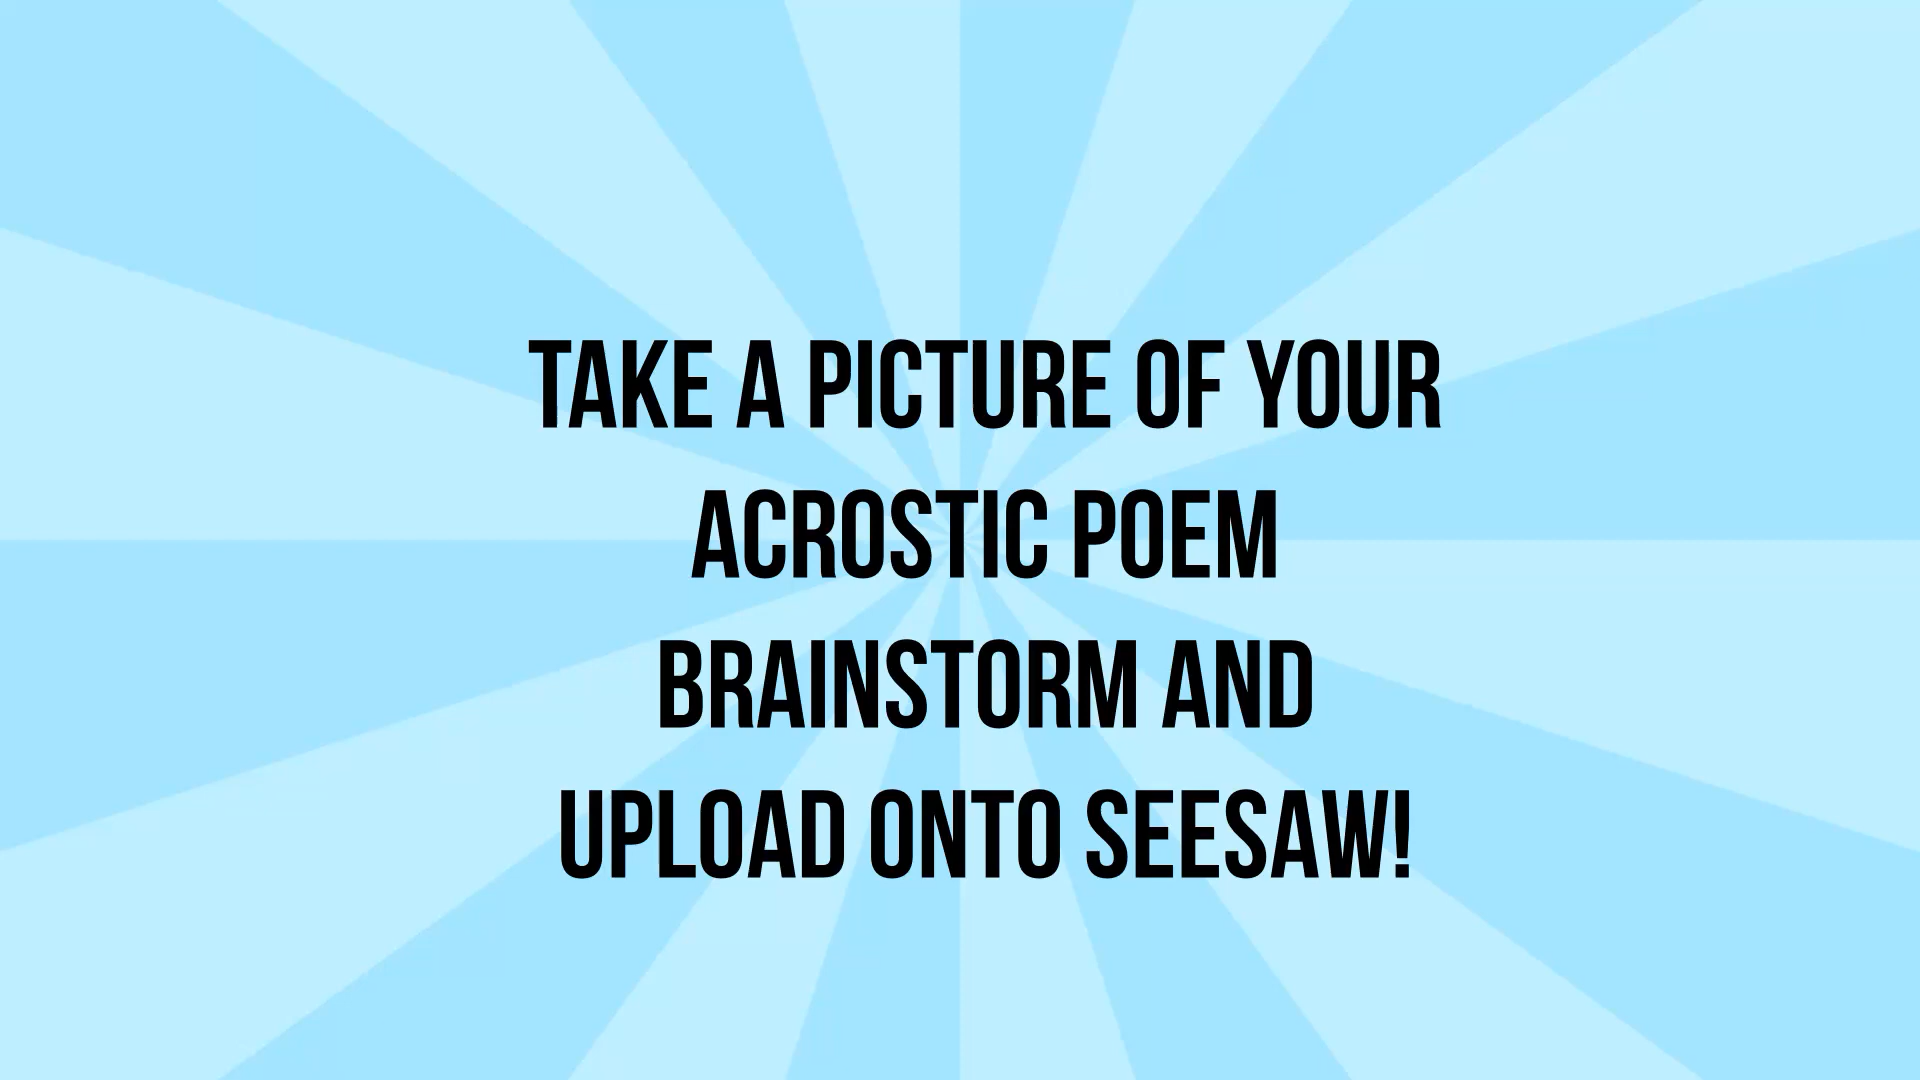 TAKE A PICTURE OF YOUR
ACROSTIC POEM
BRAINSTORM AND
UPLOAD ONTO SEESAW!